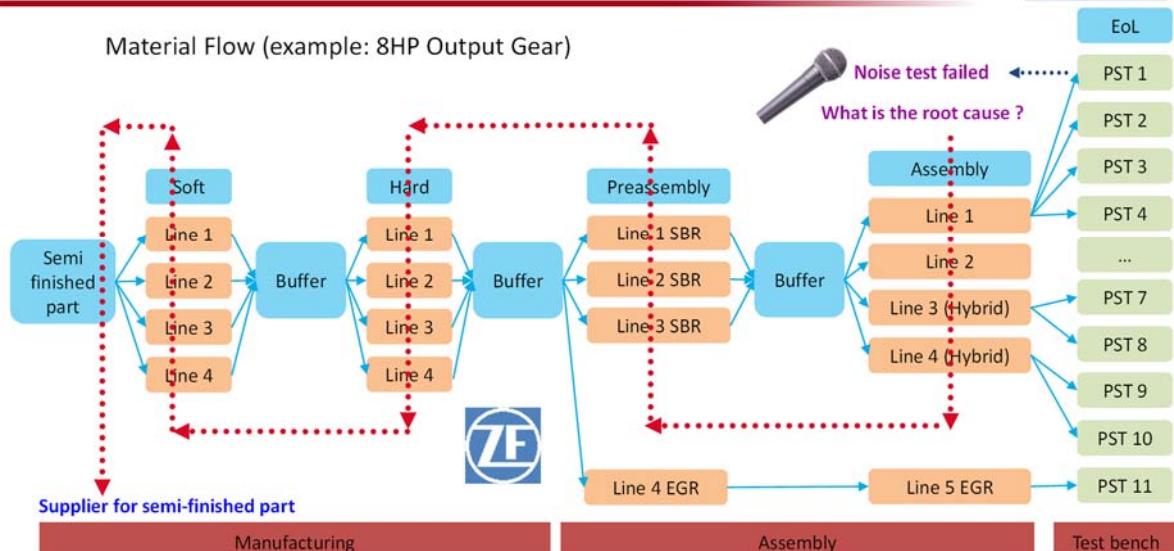 Material Flow (example: 8HP Output Gear)
EoL
Noise test failed
What is the root cause ?
PST 1
PST 2
PST 3
PST 4
...
PST 7
PST 8
PST 9
PST 10
PST 11
Soft
Line 1
Line 2
Line 3
Line 4
Hard
Line 1
Line 2
Line 3
Line 4
Preassembly
Line 1 SBR
Line 2 SBR
Line 3 SBR
Assembly
Line 1
Line 2
Line 3 (Hybrid)
Line 4 (Hybrid)
Semi
finished
part
Buffer
Buffer
Buffer
ZF
Line 4 EGR
Line 5 EGR
Supplier for semi-finished part
Manufacturing
Assembly
Test bench